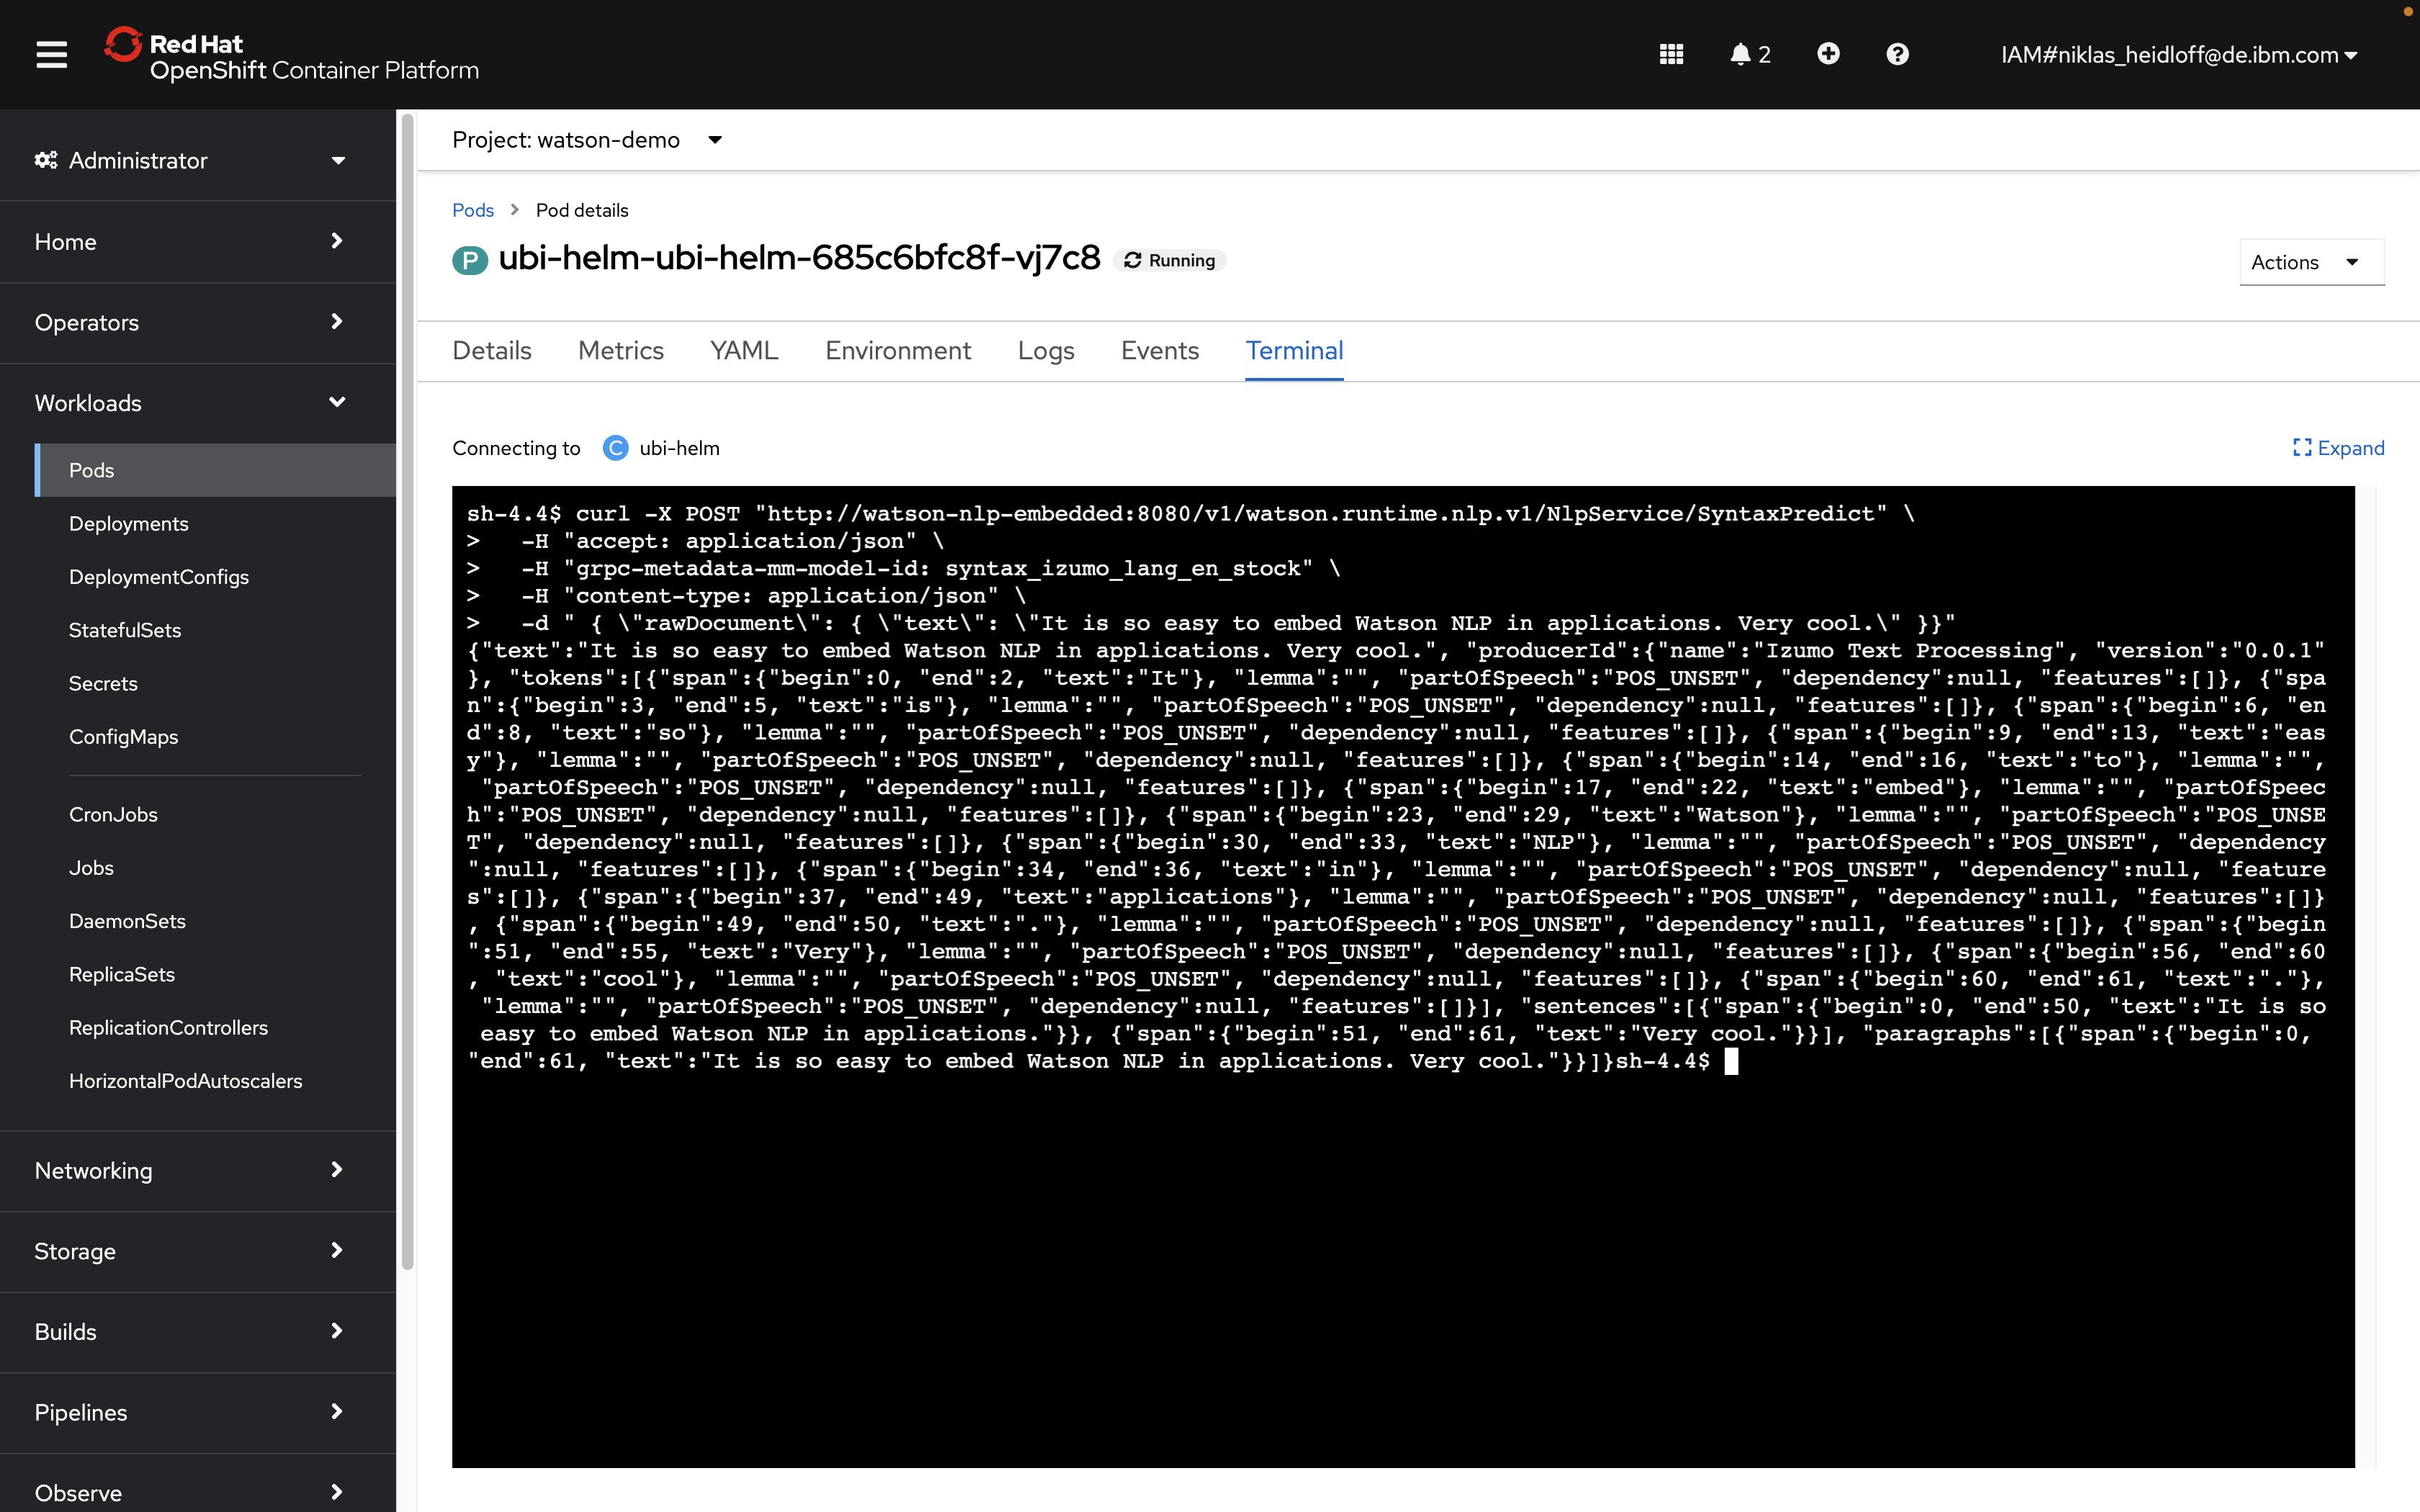 Red Hat
OpenShift Container Platform
2
IAM#niklas_heidloff@de.ibm.com
Administrator
Home
Operators
Workloads
Pods
Deployments
DeploymentConfigs
StatefulSets
Secrets
ConfigMaps
CronJobs
Jobs
DaemonSets
ReplicaSets
ReplicationControllers
HorizontalPodAutoscalers
Networking
Storage
Builds
Pipelines
Observe
Project: watson-demo
Pods > Pod details
P ubi-helm-ubi-helm-685c6bfc8f-vj7c8 Running
Actions
Details Metrics YAML Environment Logs Events Terminal
Connecting to C ubi-helm
Expand
sh-4.4$ curl -X POST "http://watson-nlp-embedded:8080/v1/watson.runtime.nlp.v1/NlpService/SyntaxPredict" \
>   -H "accept: application/json" \
>   -H "grpc-metadata-mm-model-id: syntax_izumo_lang_en_stock" \
>   -H "content-type: application/json" \
>   -d " { \"rawDocument\": { \"text\": \"It is so easy to embed Watson NLP in applications. Very cool.\" }}"
{"text":"It is so easy to embed Watson NLP in applications. Very cool.", "producerId":{"name":"Izumo Text Processing", "version":"0.0.1"
}, "tokens":[{"span":{"begin":0, "end":2, "text":"It"}, "lemma":"", "partOfSpeech":"POS_UNSET", "dependency":null, "features":[]}, {"spa
n":{"begin":3, "end":5, "text":"is"}, "lemma":"", "partOfSpeech":"POS_UNSET", "dependency":null, "features":[]}, {"span":{"begin":6, "en
d":8, "text":"so"}, "lemma":"", "partOfSpeech":"POS_UNSET", "dependency":null, "features":[]}, {"span":{"begin":9, "end":13, "text":"eas
y"}, "lemma":"", "partOfSpeech":"POS_UNSET", "dependency":null, "features":[]}, {"span":{"begin":14, "end":16, "text":"to"}, "lemma":"",
 "partOfSpeech":"POS_UNSET", "dependency":null, "features":[]}, {"span":{"begin":17, "end":22, "text":"embed"}, "lemma":"", "partOfSpeec
h":"POS_UNSET", "dependency":null, "features":[]}, {"span":{"begin":23, "end":29, "text":"Watson"}, "lemma":"", "partOfSpeech":"POS_UNSE
T", "dependency":null, "features":[]}, {"span":{"begin":30, "end":33, "text":"NLP"}, "lemma":"", "partOfSpeech":"POS_UNSET", "dependency
":null, "features":[]}, {"span":{"begin":34, "end":36, "text":"in"}, "lemma":"", "partOfSpeech":"POS_UNSET", "dependency":null, "feature
s":[]}, {"span":{"begin":37, "end":49, "text":"applications"}, "lemma":"", "partOfSpeech":"POS_UNSET", "dependency":null, "features":[]}
, {"span":{"begin":49, "end":50, "text":"."}, "lemma":"", "partOfSpeech":"POS_UNSET", "dependency":null, "features":[]}, {"span":{"begin
":51, "end":55, "text":"Very"}, "lemma":"", "partOfSpeech":"POS_UNSET", "dependency":null, "features":[]}, {"span":{"begin":56, "end":60
, "text":"cool"}, "lemma":"", "partOfSpeech":"POS_UNSET", "dependency":null, "features":[]}, {"span":{"begin":60, "end":61, "text":"."},
 "lemma":"", "partOfSpeech":"POS_UNSET", "dependency":null, "features":[]}], "sentences":[{"span":{"begin":0, "end":50, "text":"It is so
 easy to embed Watson NLP in applications."}}, {"span":{"begin":51, "end":61, "text":"Very cool."}}], "paragraphs":[{"span":{"begin":0,
"end":61, "text":"It is so easy to embed Watson NLP in applications. Very cool."}}]}sh-4.4$